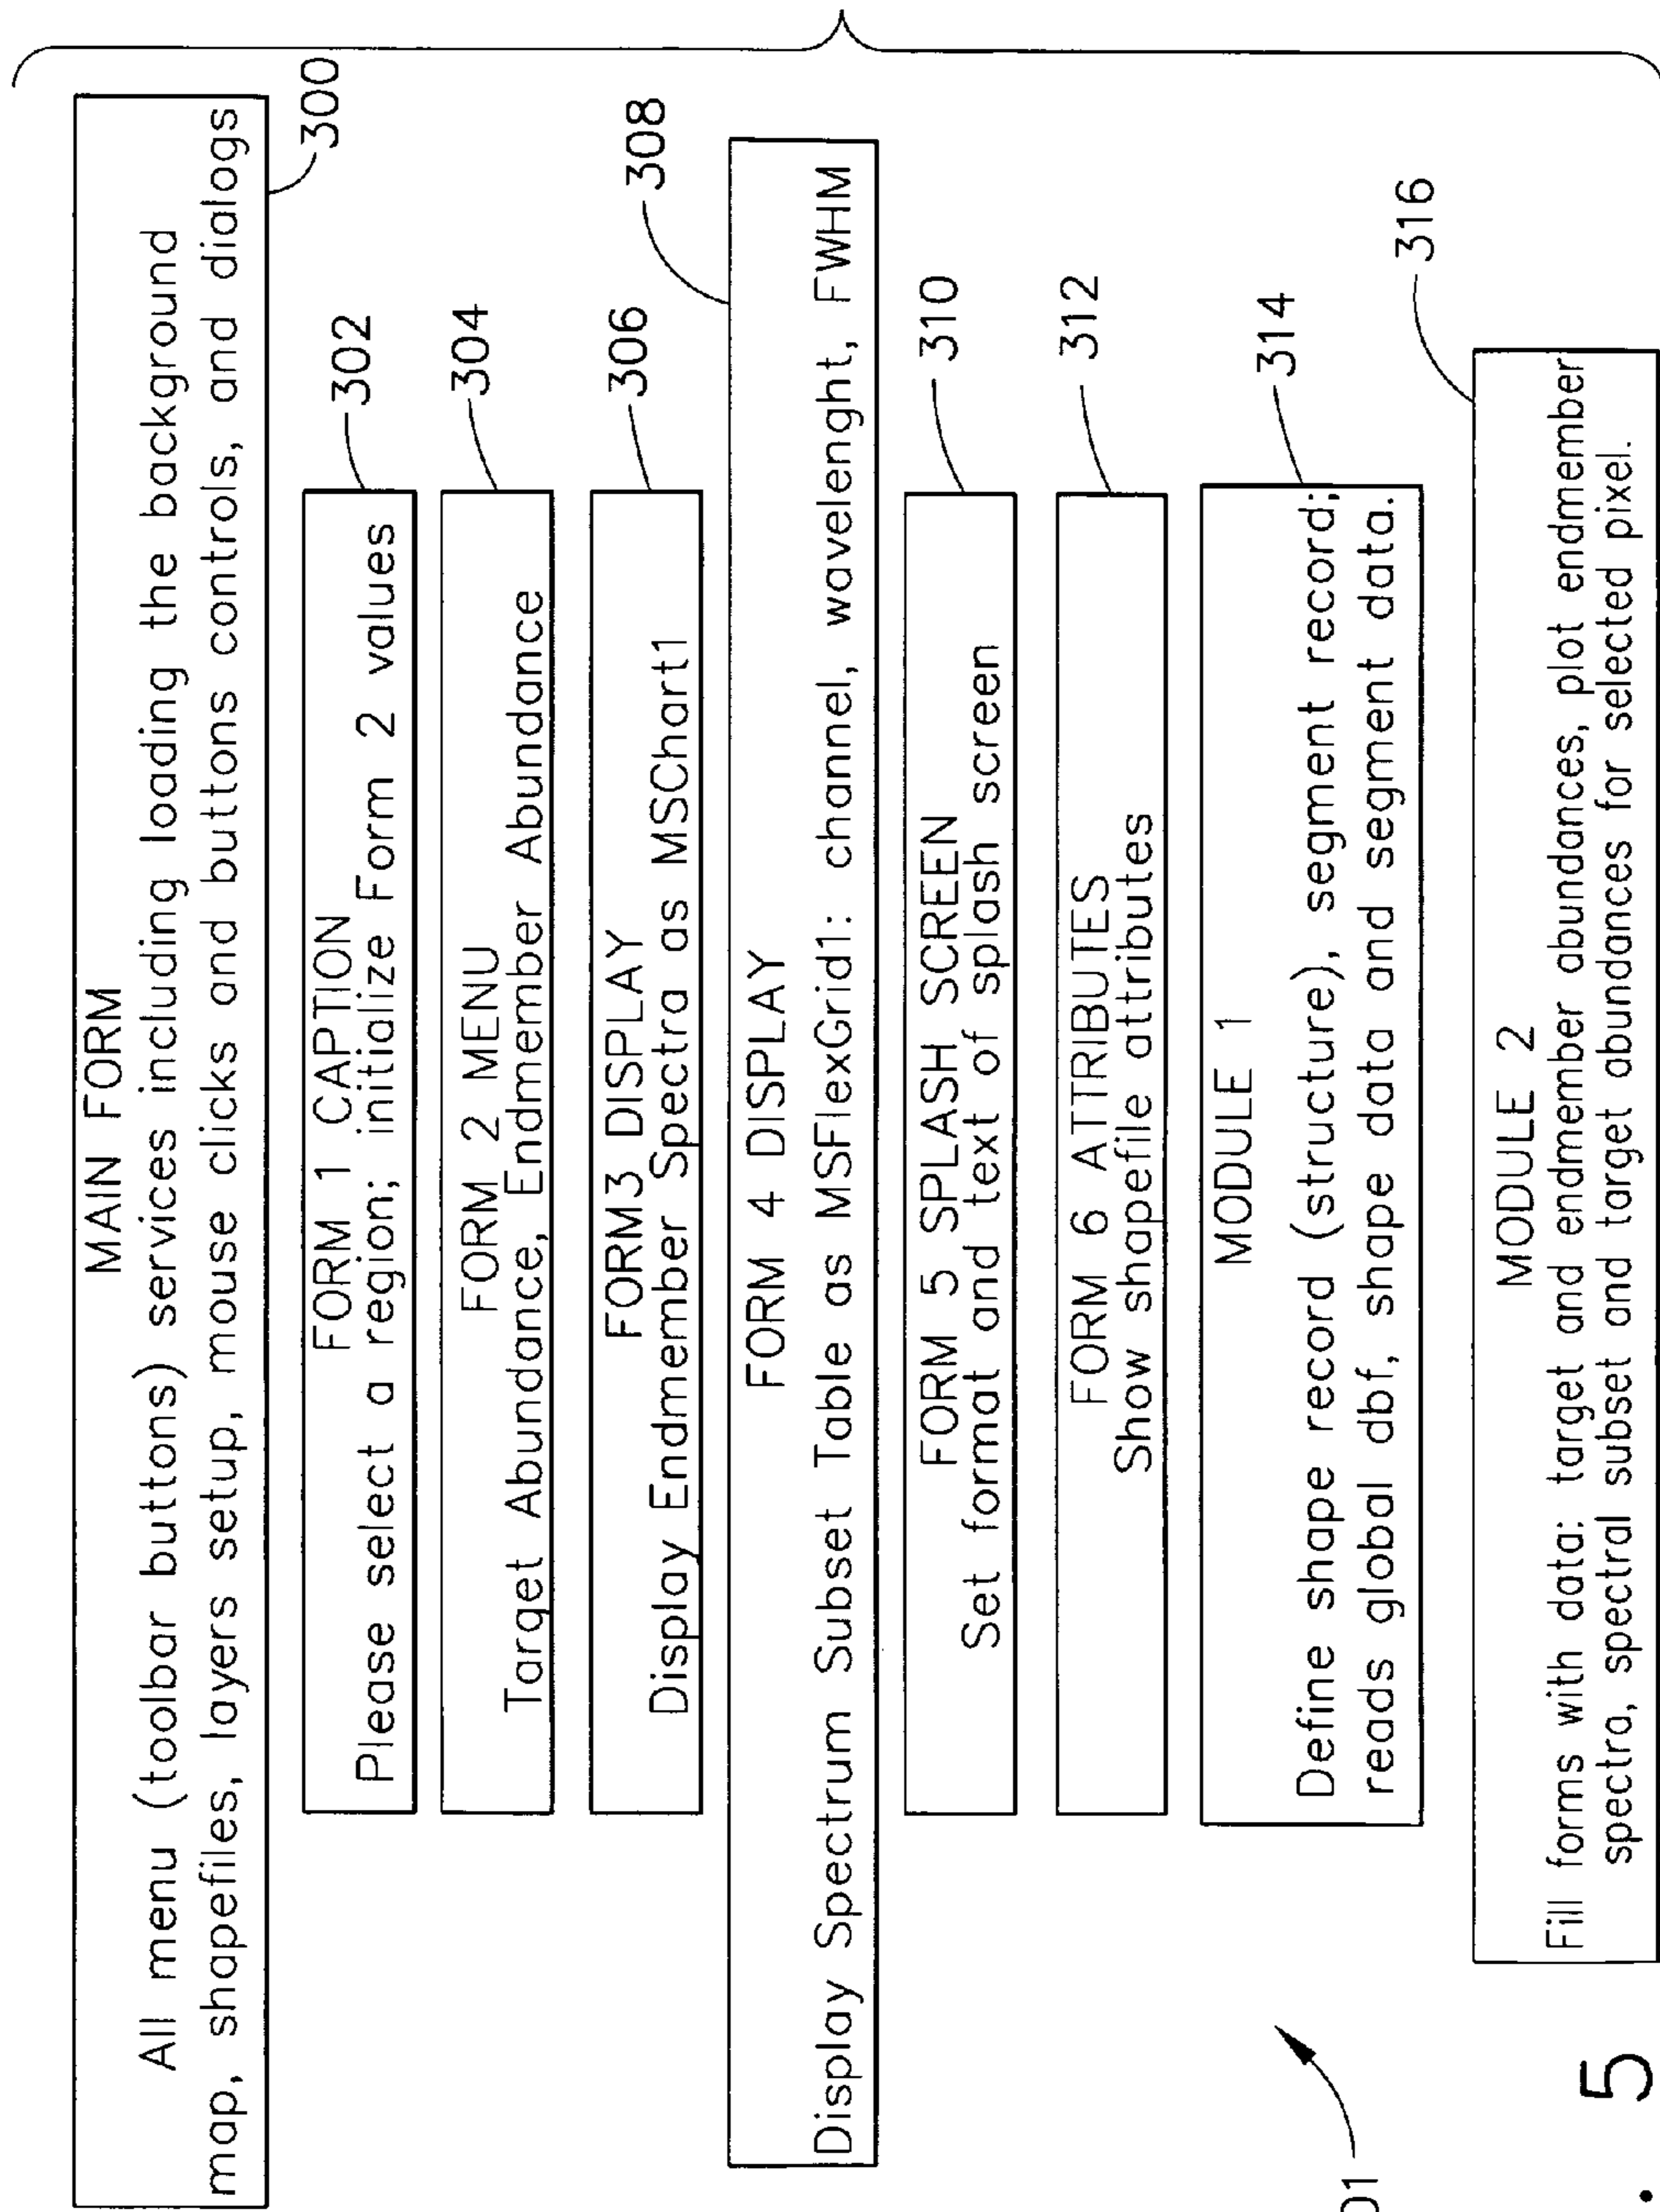 MAIN FORM
All menu (toolbar buttons) services including loading the background
map, shapefiles, layers setup, mouse clicks and buttons controls, and dialogs
300
FORM 1 CAPTION
Please select a region; initialize Form 2 values
302
FORM 2 MENU
Target Abundance, Endmember Abundance
304
FORM3 DISPLAY
Display Endmember Spectra as MSChart1
306
FORM 4 DISPLAY
Display Spectrum Subset Table as MSFlexGrid1: channel, wavelenght, FWHM
308
FORM 5 SPLASH SCREEN
Set format and text of splash screen
310
FORM 6 ATTRIBUTES
Show shapefile attributes
312
MODULE 1
Define shape record (structure), segment record;
reads global dbf, shape data and segment data.
314
MODULE 2
Fill forms with data: target and endmember abundances, plot endmember
spectra, spectral subset and target abundances for selected pixel.
316
01
. 5